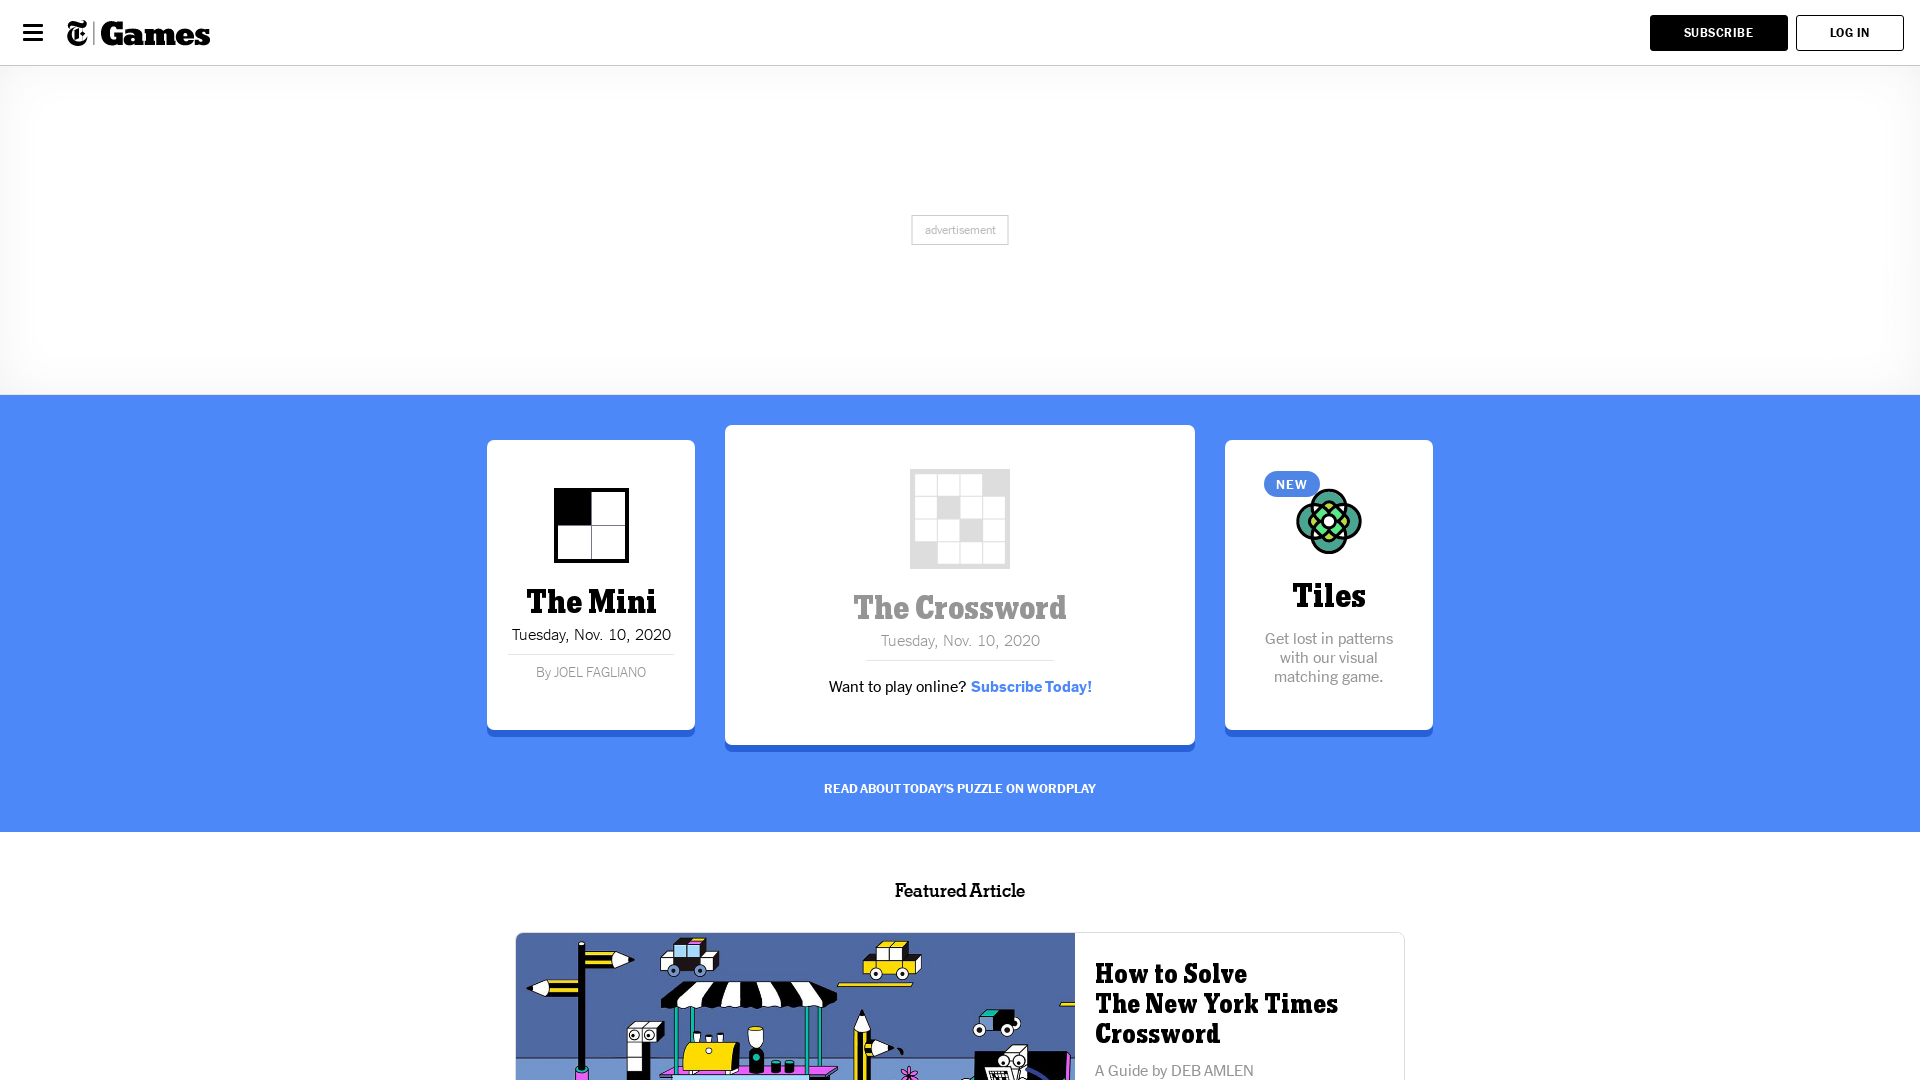 T Games
SUBSCRIBE
LOG IN
advertisement
The Mini
Tuesday, Nov. 10, 2020
By JOEL FAGLIANO
The Crossword
Tuesday, Nov. 10, 2020
Want to play online? Subscribe Today!
NEW
Tiles
Get lost in patterns
with our visual
matching game.
READ ABOUT TODAY'S PUZZLE ON WORDPLAY
Featured Article
How to Solve
The New York Times
Crossword
A Guide by DEB AMLEN